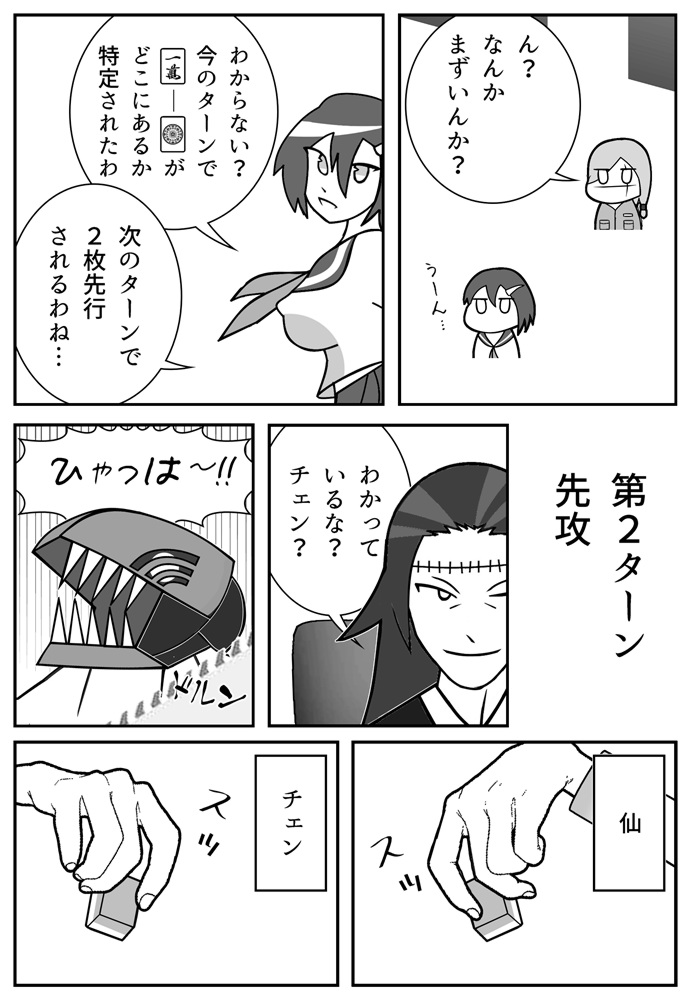 ん？
なんか
まずいんか？
うーん…
わからない？
今のターンで
一萬―が
どこにあるか
特定されたわ
次のターンで
２枚先行
されるわね…
第２ターン
先攻
わかって
いるな？
チェン？
ひゃっは～!!
ドルン
仙
スッ
チェン
スッ